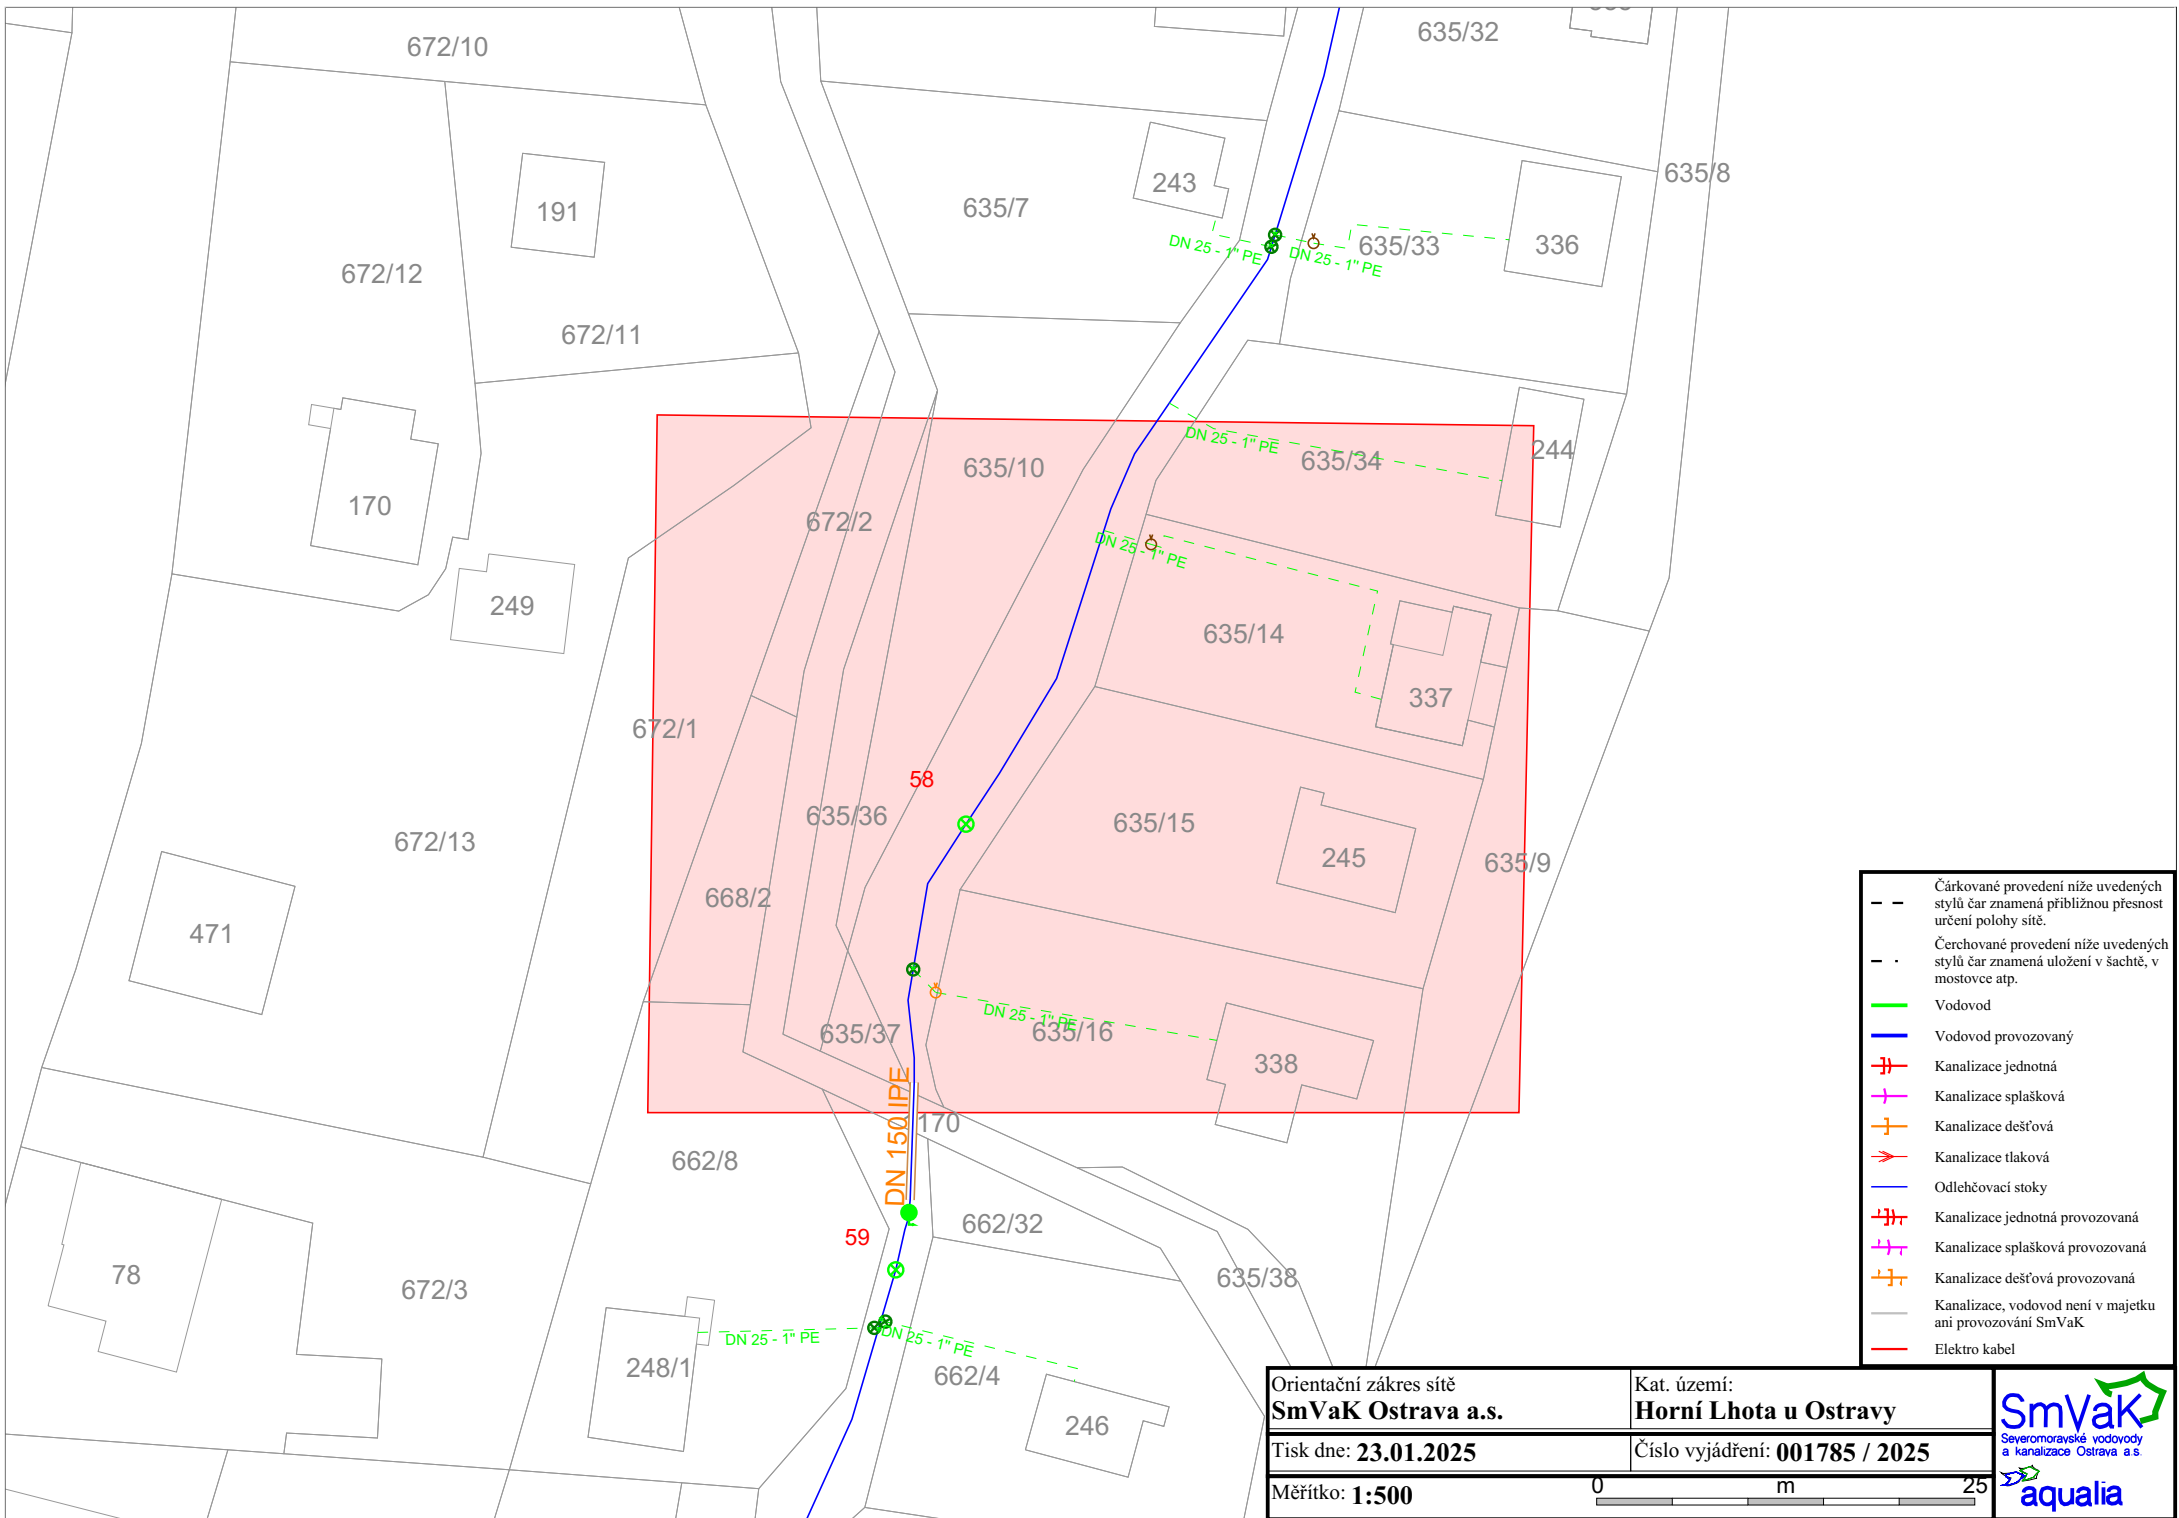 672/10
635/32
635/8
243
191
635/7
DN 25 - 1" PE
DN 25 - 1" PE
635/33
336
672/12
672/11
DN 25 - 1" PE
635/34
244
635/10
170
672/2
DN 25 - 1" PE
249
635/14
337
672/1
58
635/36
635/15
245
635/9
672/13
668/2
471
635/37
DN 25 - 1" PE
635/16
338
DN 150 IPE
170
662/8
59
662/32
635/38
78
672/3
DN 25 - 1" PE
DN 25 - 1" PE
248/1
662/4
246
Čárkované provedení níže uvedených
stylů čar znamená přibližnou přesnost
určení polohy sítě.
Čerchované provedení níže uvedených
stylů čar znamená uložení v šachtě, v
mostovce atp.
Vodovod
Vodovod provozovaný
Kanalizace jednotná
Kanalizace splašková
Kanalizace dešťová
Kanalizace tlaková
Odlehčovací stoky
Kanalizace jednotná provozovaná
Kanalizace splašková provozovaná
Kanalizace dešťová provozovaná
Kanalizace, vodovod není v majetku
ani provozování SmVaK
Elektro kabel
Orientační zákres sítě
SmVaK Ostrava a.s.
Kat. území:
Horní Lhota u Ostravy
Tisk dne: 23.01.2025
Číslo vyjádření: 001785 / 2025
Měřítko: 1:500
0 m 25
SmVaK
Severomoravské vodovody
a kanalizace Ostrava a.s.
aqualia